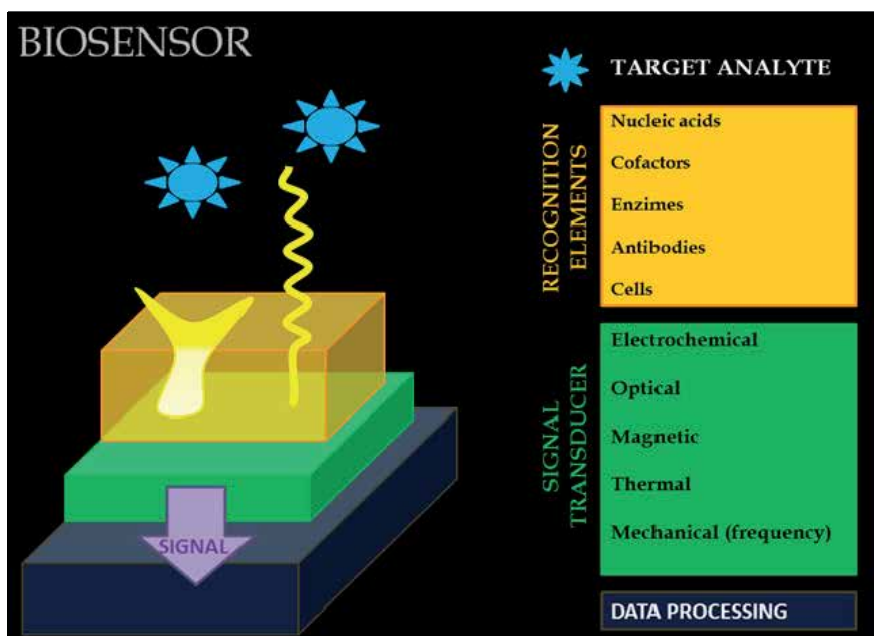 BIOSENSOR
TARGET ANALYTE
RECOGNITION
ELEMENTS
Nucleic acids
Cofactors
Enzimes
Antibodies
Cells
SIGNAL
TRANSDUCER
Electrochemical
Optical
Magnetic
Thermal
Mechanical (frequency)
SIGNAL
DATA PROCESSING